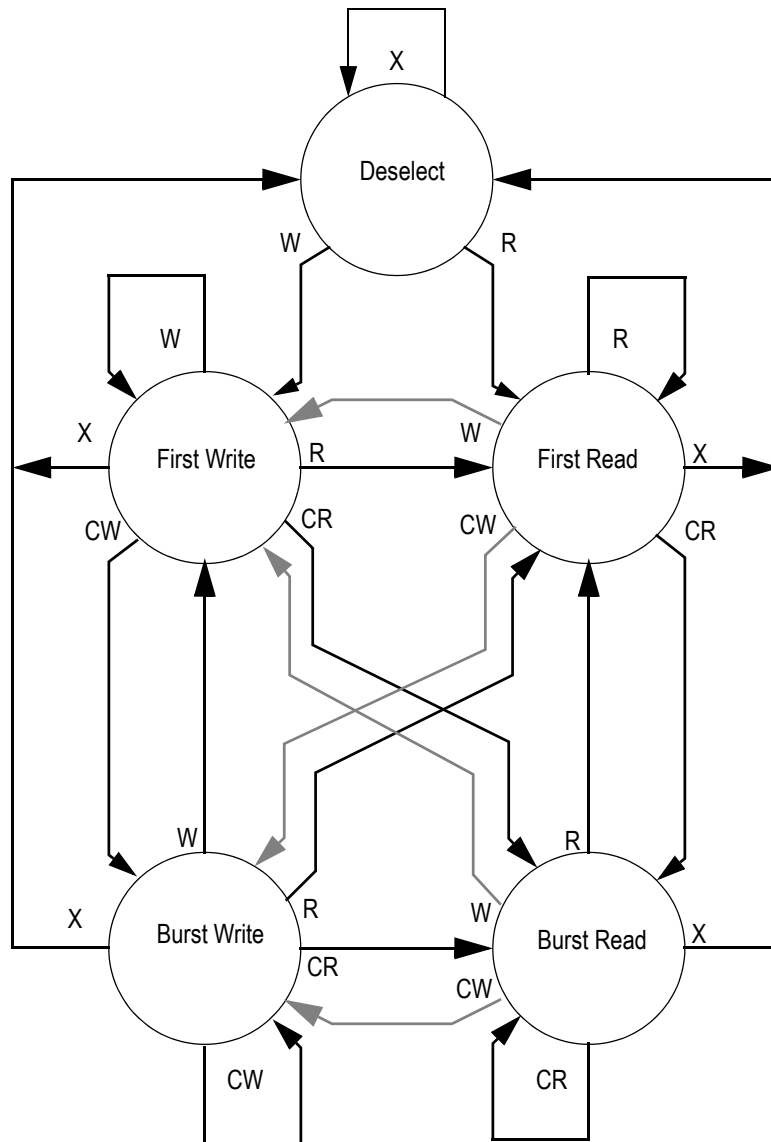 X
Deselect
W
R
W
R
X
W
First Write
R
First Read
X
CW
CR
CW
CR
W
R
X
R
W
Burst Write
Burst Read
X
CR
CW
CW
CR